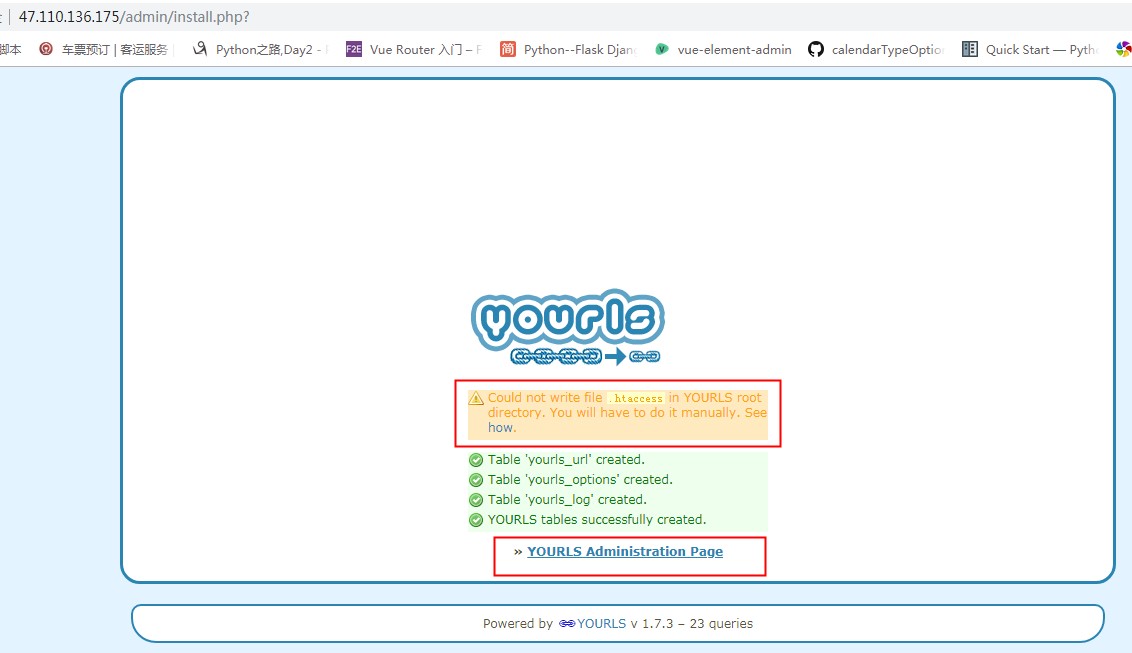 47.110.136.175/admin/install.php?
脚本 车票预订 | 客运服务 Python之路,Day2 - F2E Vue Router 入门 – 简 Python--Flask vue-element-admin Quick Start —
yourls
Could not write file .htaccess in YOURLS root
directory. You will have to do it manually. See
how.
Table 'yourls_url' created.
Table 'yourls_options' created.
Table 'yourls_log' created.
YOURLS tables successfully created.
» YOURLS Administration Page
Powered by YOURLS v 1.7.3 – 23 queries